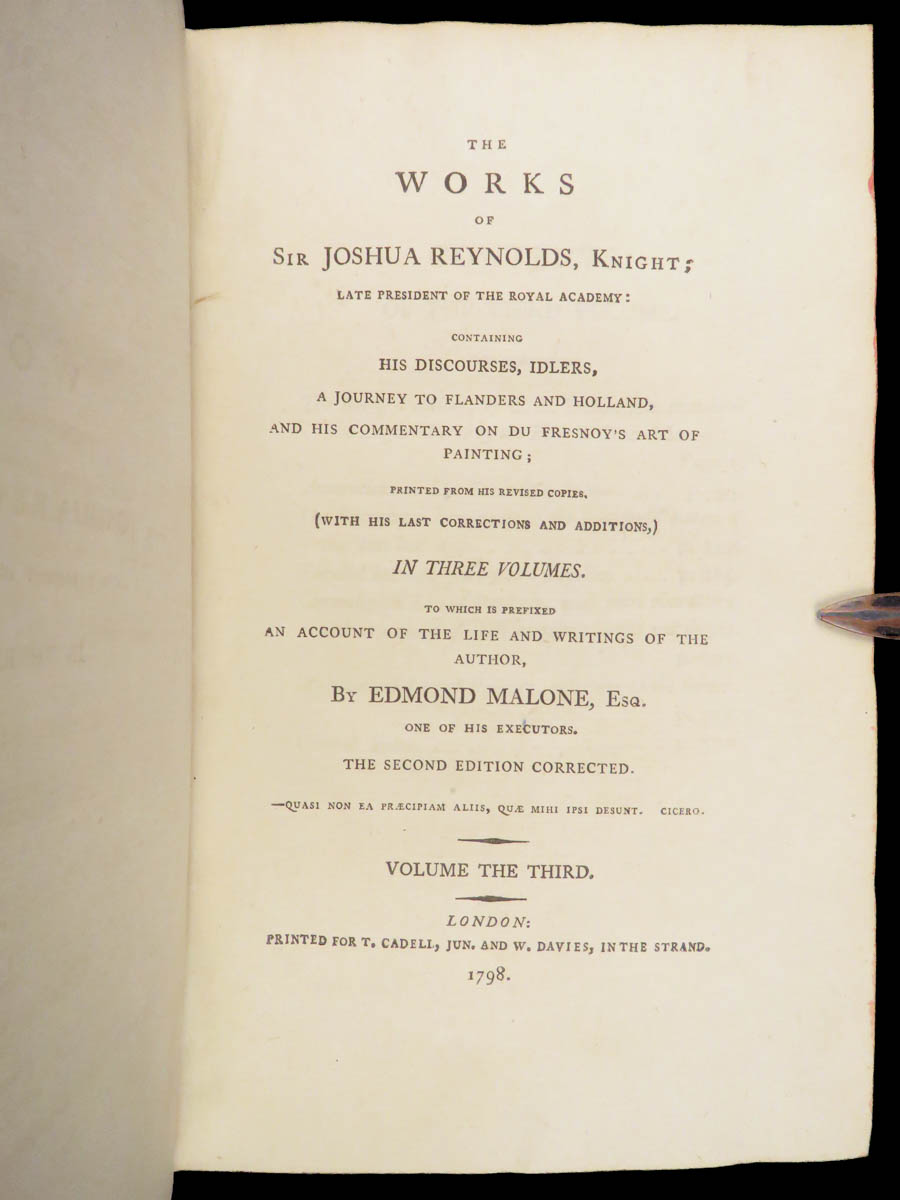 THE
WORKS
OF
SIR JOSHUA REYNOLDS, KNIGHT;
LATE PRESIDENT OF THE ROYAL ACADEMY:
CONTAINING
HIS DISCOURSES, IDLERS,
A JOURNEY TO FLANDERS AND HOLLAND,
AND HIS COMMENTARY ON DU FRESNOY'S ART OF
PAINTING;
PRINTED FROM HIS REVISED COPIES,
(WITH HIS LAST CORRECTIONS AND ADDITIONS,)
IN THREE VOLUMES.
TO WHICH IS PREFIXED
AN ACCOUNT OF THE LIFE AND WRITINGS OF THE
AUTHOR,
By EDMOND MALONE, Esq.
ONE OF HIS EXECUTORS.
THE SECOND EDITION CORRECTED.
—QUASI NON EA PRÆCIPIAM ALIIS, QUÆ MIHI IPSI DESUNT. CICERO.
VOLUME THE THIRD.
LONDON:
PRINTED FOR T. CADELL, JUN. AND W. DAVIES, IN THE STRAND.
1798.